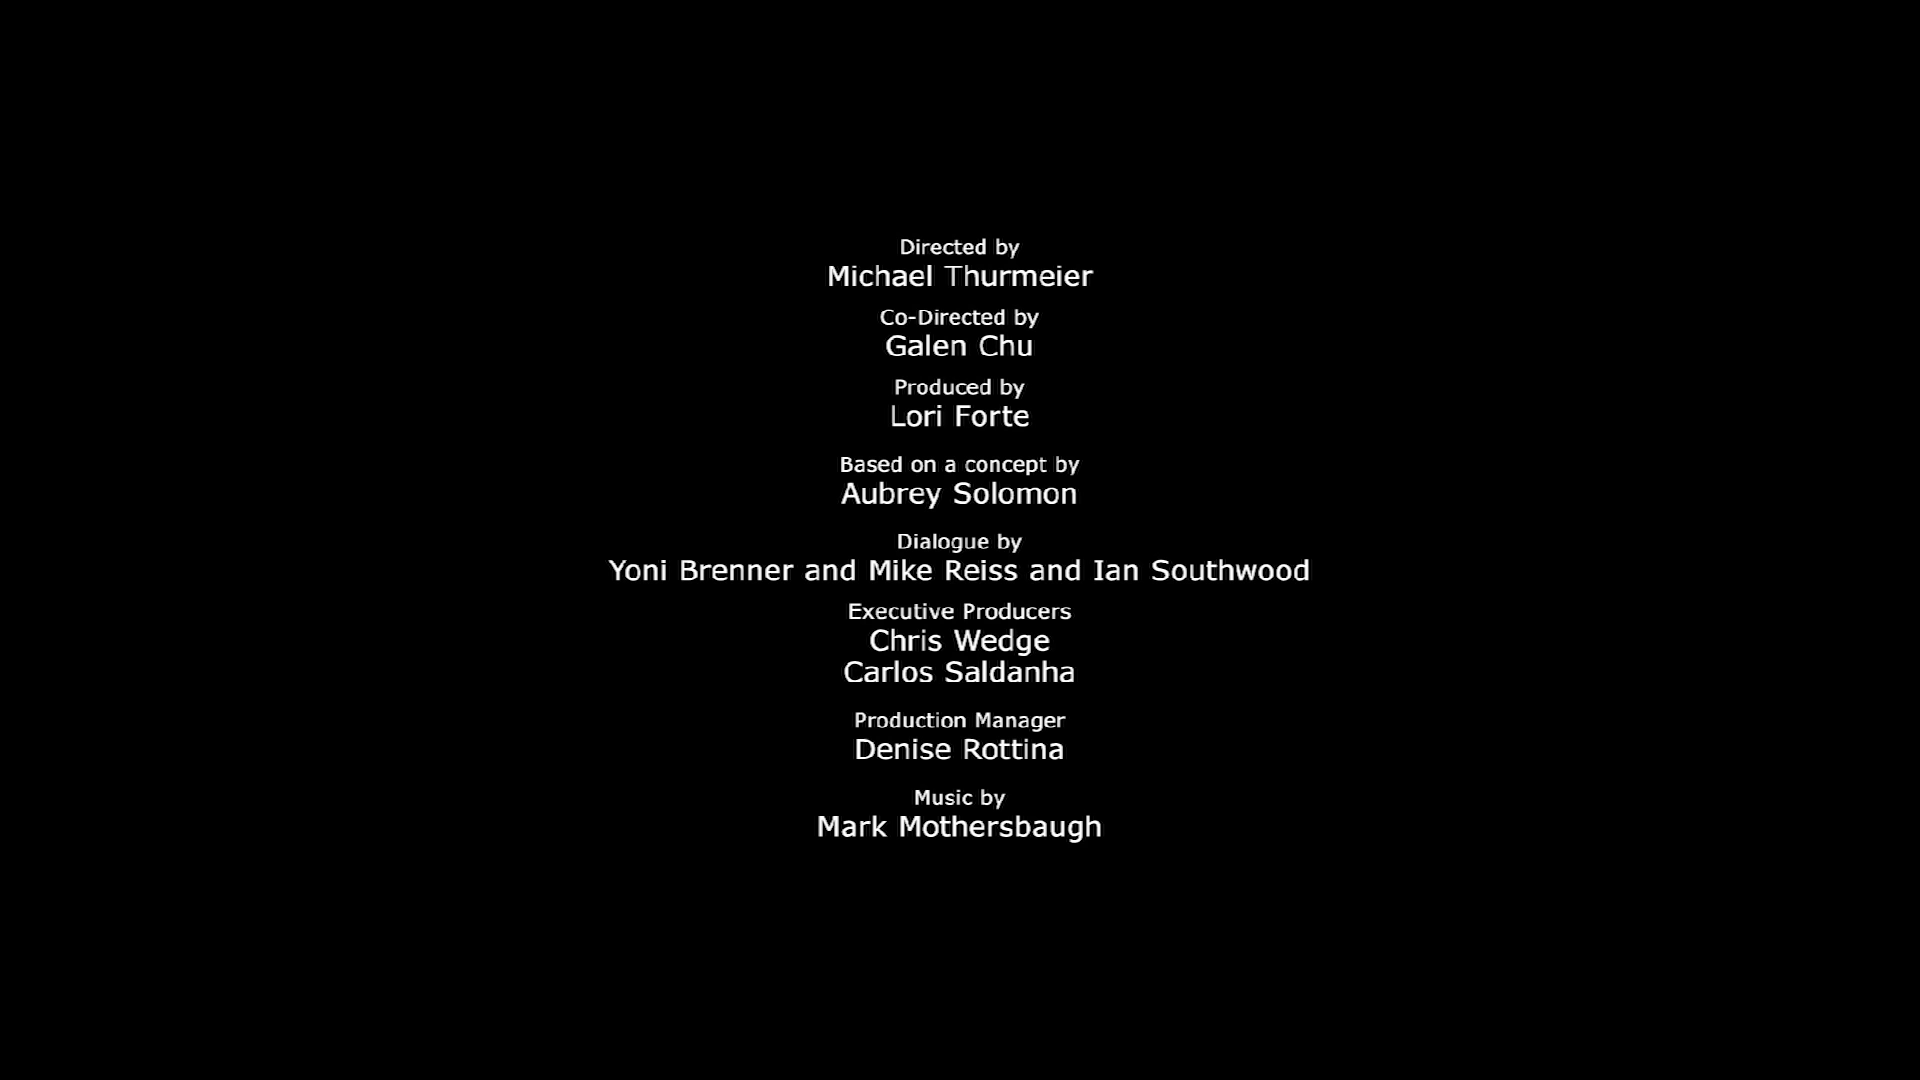 Directed by
Michael Thurmeier
Co-Directed by
Galen Chu
Produced by
Lori Forte
Based on a concept by
Aubrey Solomon
Dialogue by
Yoni Brenner and Mike Reiss and Ian Southwood
Executive Producers
Chris Wedge
Carlos Saldanha
Production Manager
Denise Rottina
Music by
Mark Mothersbaugh